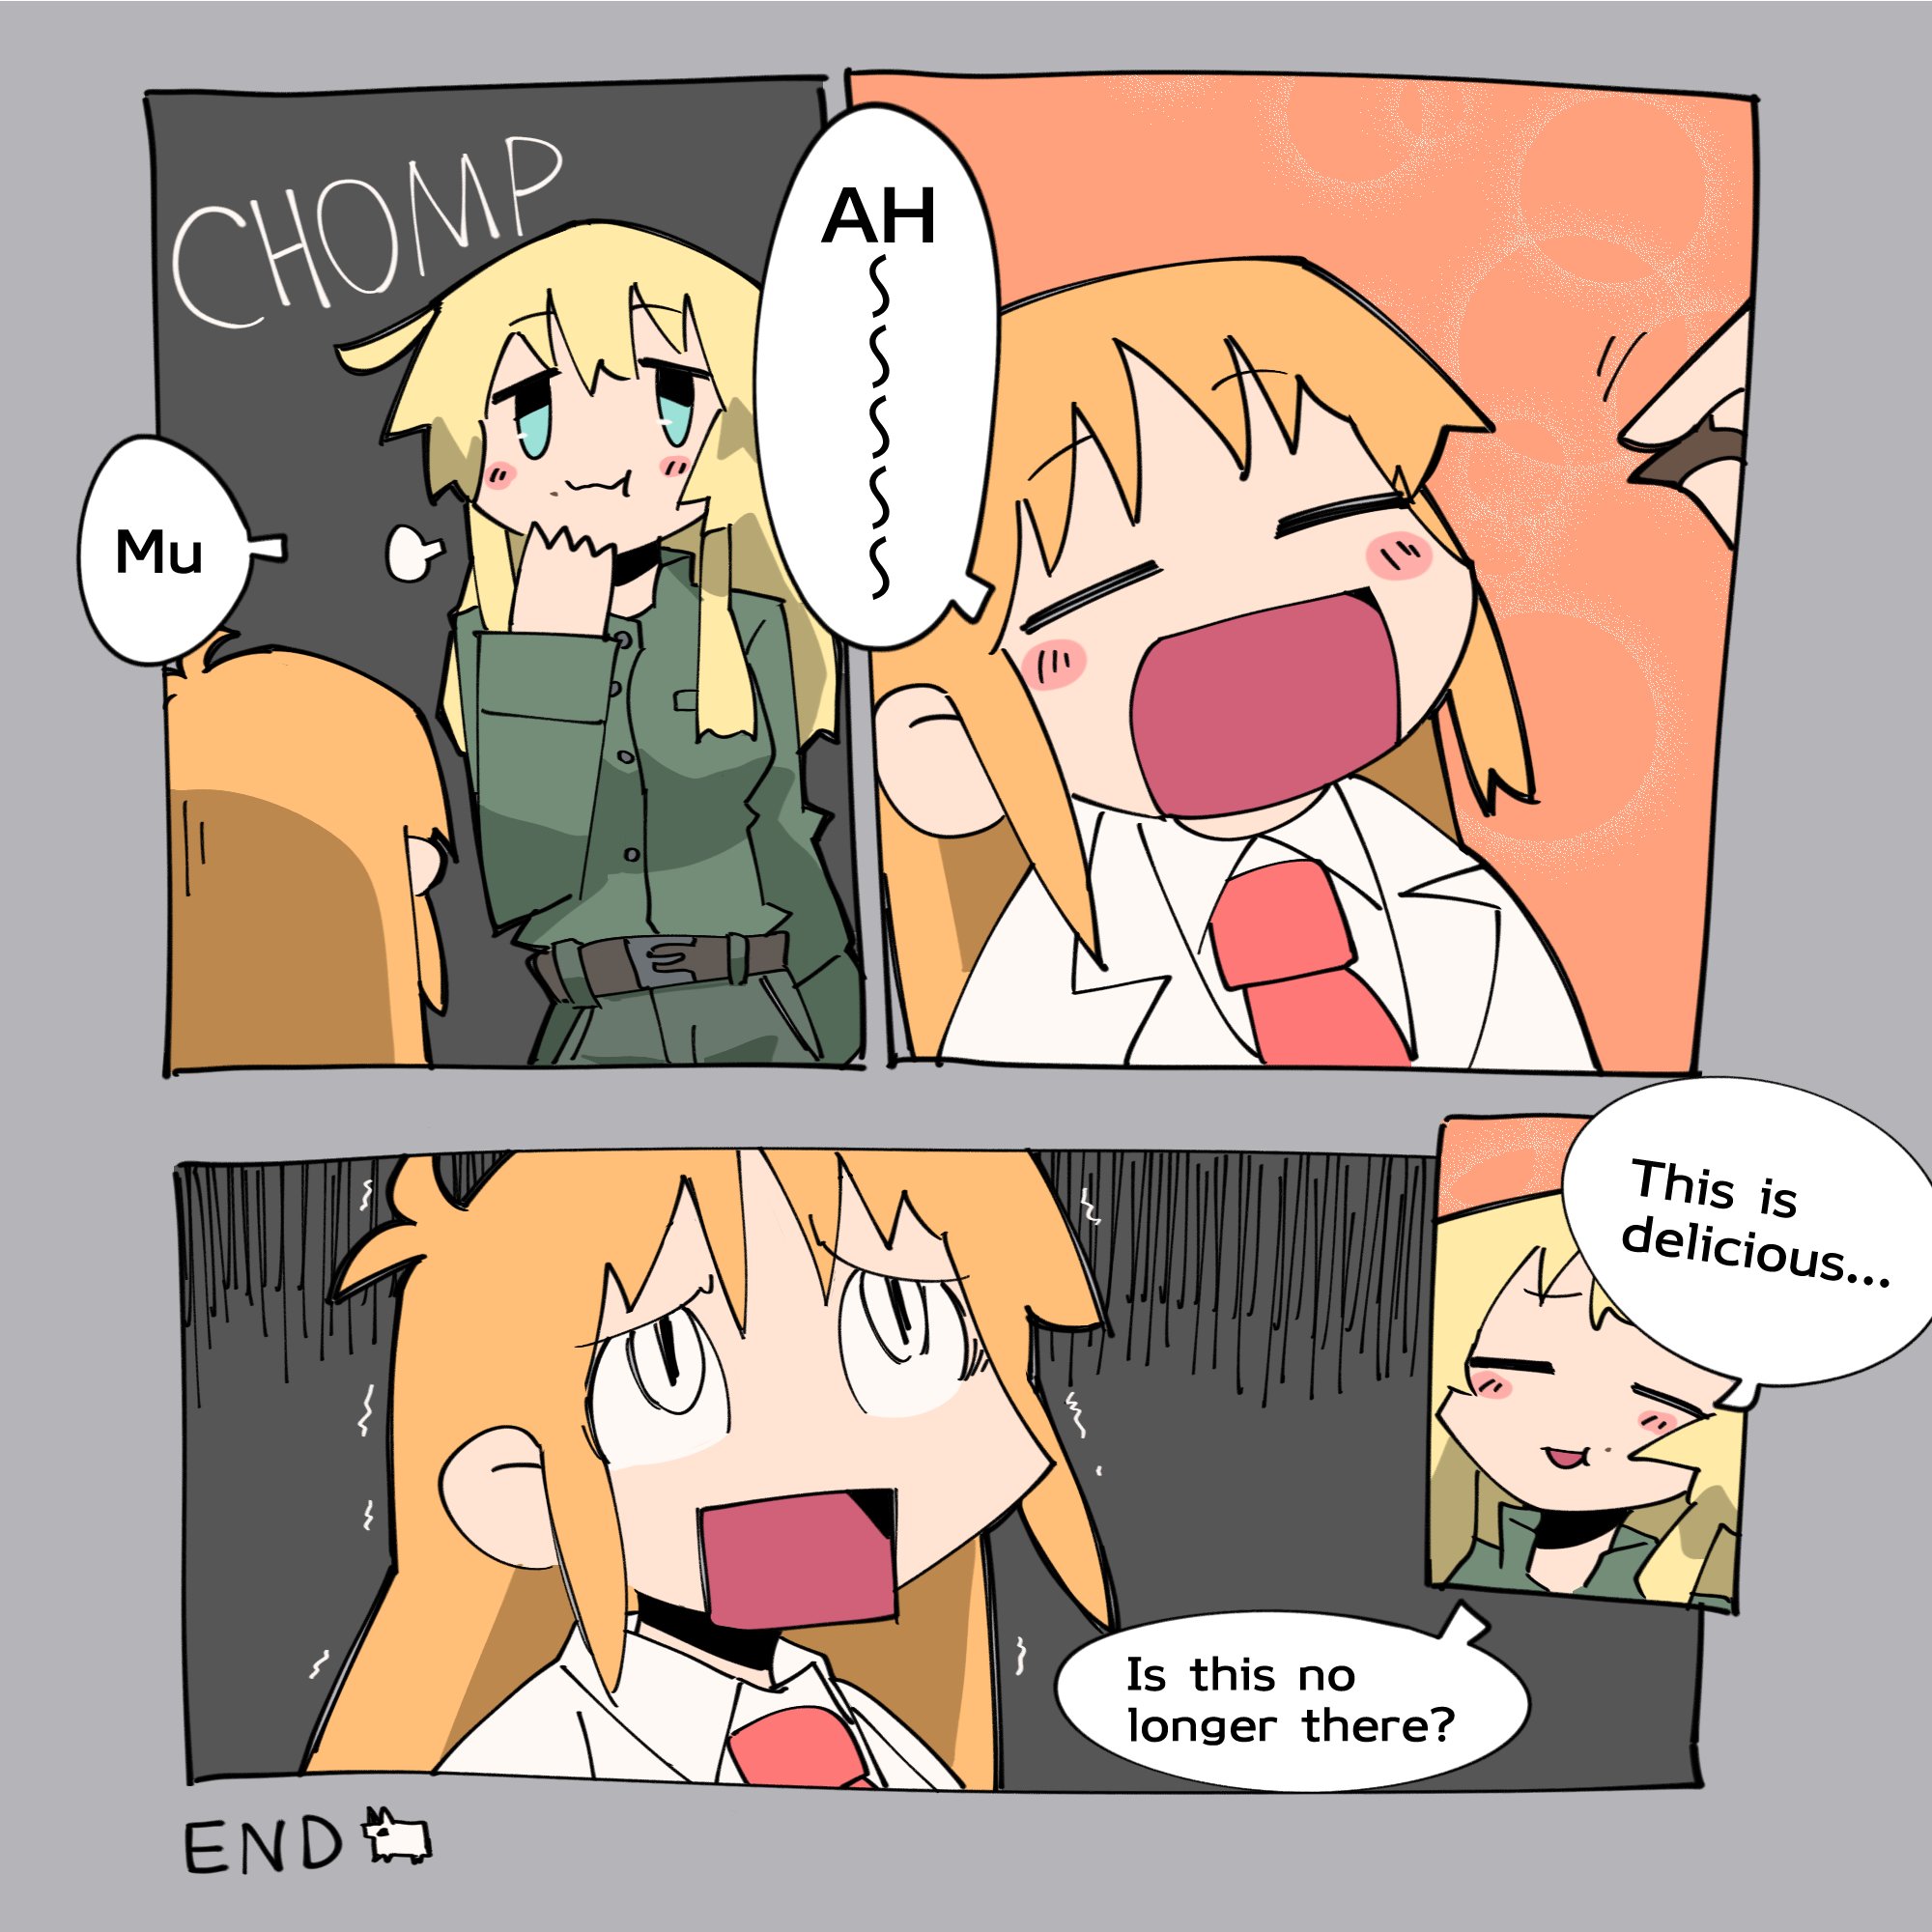 AH
~~~~~
CHOMP
Mu
This is
delicious...
Is this no
longer there?
END